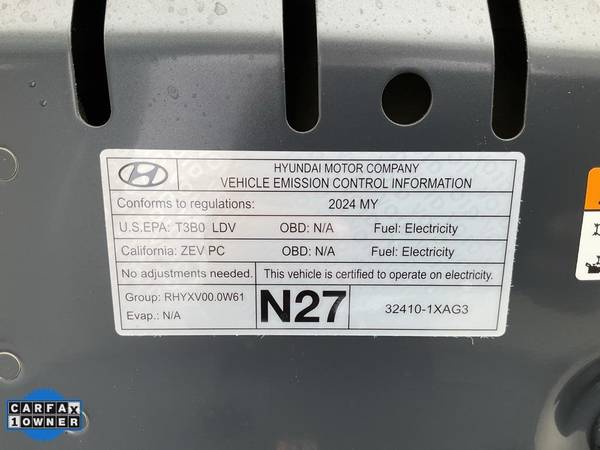 HYUNDAI MOTOR COMPANY
VEHICLE EMISSION CONTROL INFORMATION
Conforms to regulations: 2024 MY
U.S.EPA: T3B0 LDV OBD: N/A Fuel: Electricity
California: ZEV PC OBD: N/A Fuel: Electricity
No adjustments needed. This vehicle is certified to operate on electricity.
Group: RHYXV00.0W61
Evap.: N/A
N27
32410-1XAG3
CARFAX
1 OWNER